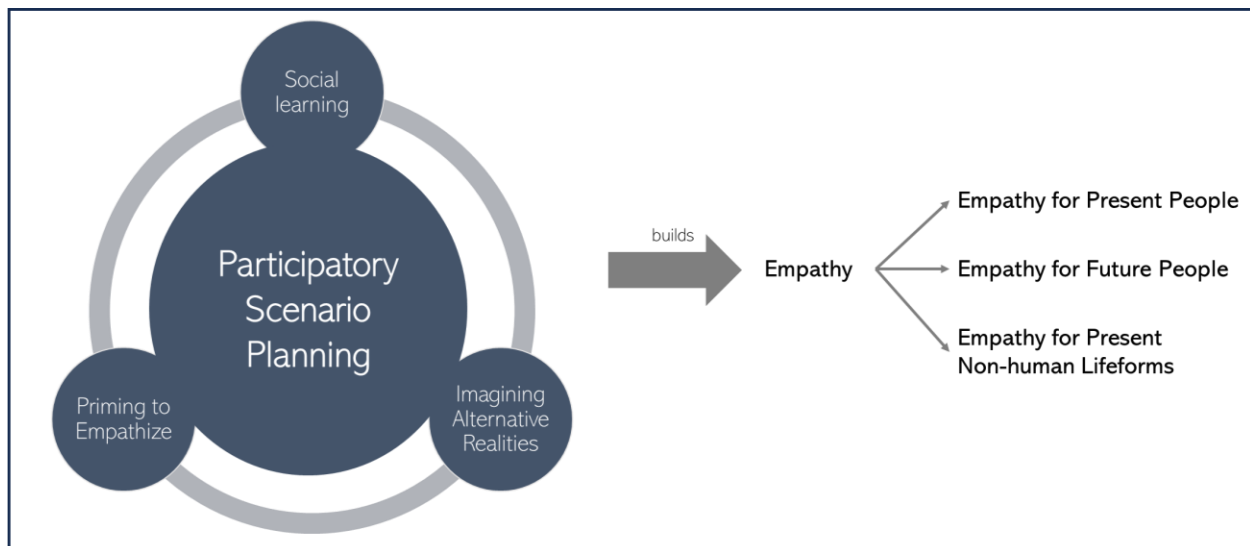 Social
learning
Participatory
Scenario
Planning
Priming to
Empathize
Imagining
Alternative
Realities
builds
Empathy
Empathy for Present People
Empathy for Future People
Empathy for Present
Non-human Lifeforms